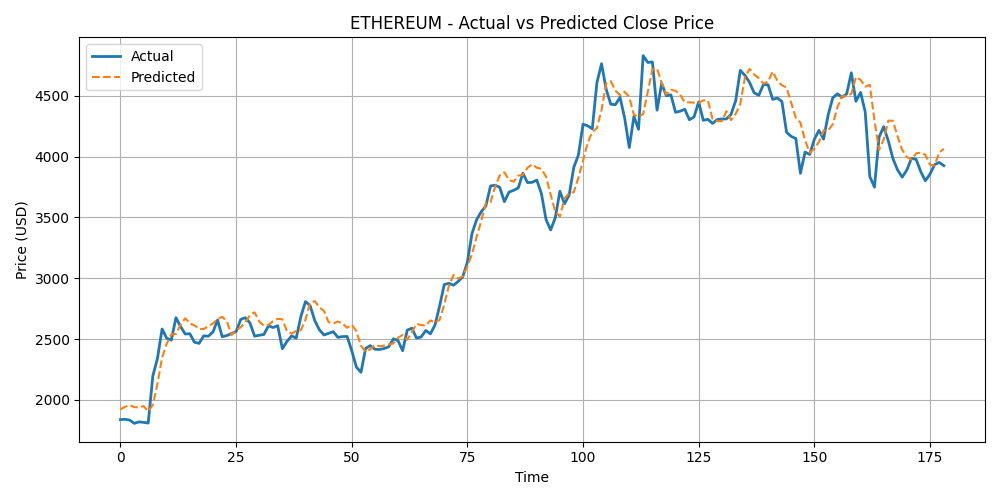 ETHEREUM - Actual vs Predicted Close Price
Actual
Predicted
Price (USD)
4500
4000
3500
3000
2500
2000
0 25 50 75 100 125 150 175
Time